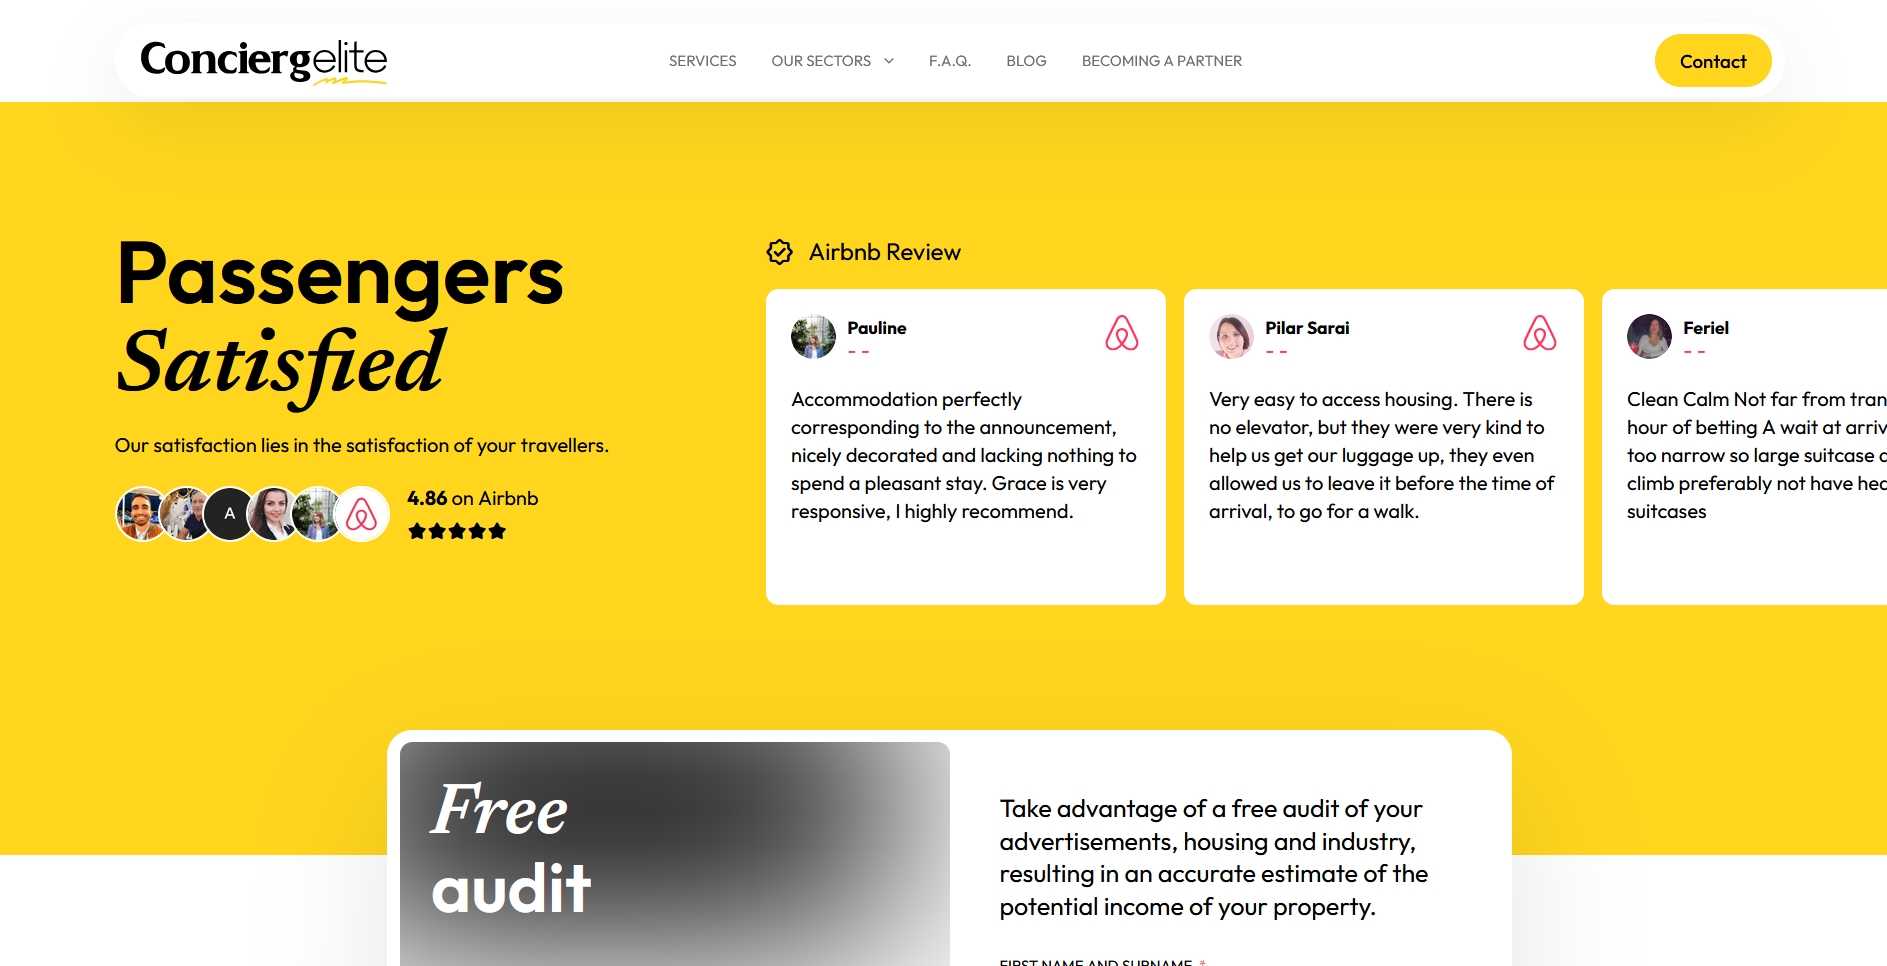 Conciergelite
SERVICES
OUR SECTORS
F.A.Q.
BLOG
BECOMING A PARTNER
Contact
Passengers
Satisfied
Our satisfaction lies in the satisfaction of your travellers.
A
4.86 on Airbnb
Airbnb Review
Pauline
- -
Accommodation perfectly
corresponding to the announcement,
nicely decorated and lacking nothing to
spend a pleasant stay. Grace is very
responsive, I highly recommend.
Pilar Sarai
- -
Very easy to access housing. There is
no elevator, but they were very kind to
help us get our luggage up, they even
allowed us to leave it before the time of
arrival, to go for a walk.
Feriel
- -
Clean Calm Not far from
hour of betting A wait at
too narrow so large suitcase
climb preferably not have
suitcases
Free
audit
Take advantage of a free audit of your
advertisements, housing and industry,
resulting in an accurate estimate of the
potential income of your property.
FIRST NAME AND SURNAME *